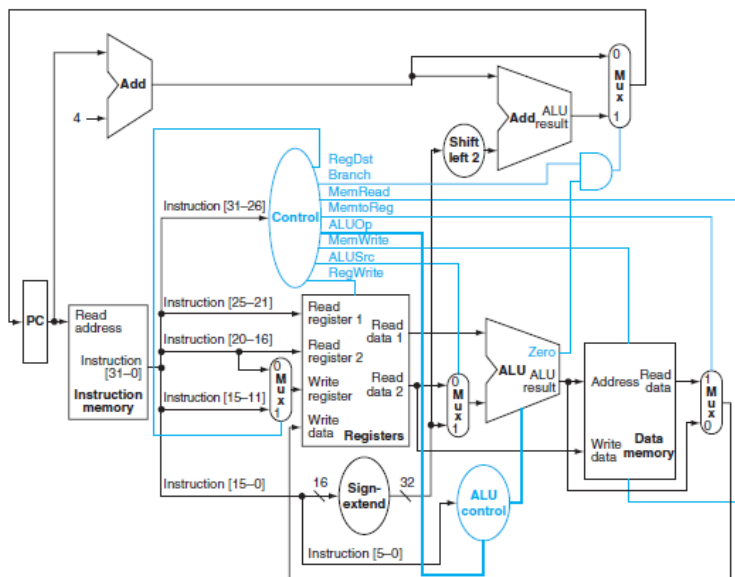 Add
4
0
Mux
1
Add ALU result
Shift left 2
RegDst
Branch
MemRead
MemtoReg
ALUOp
MemWrite
ALUSrc
RegWrite
Control
Instruction [31–26]
Instruction [25–21]
Instruction [20–16]
Instruction [15–11]
Instruction [15–0]
Instruction [5–0]
PC
Read address
Instruction [31–0]
Instruction memory
0
Mux
1
Read register 1
Read register 2
Write register
Write data
Read data 1
Read data 2
Registers
16
Sign-extend
32
0
Mux
1
Zero
ALU ALU result
ALU control
Address
Read data
Write data
Data memory
1
Mux
0